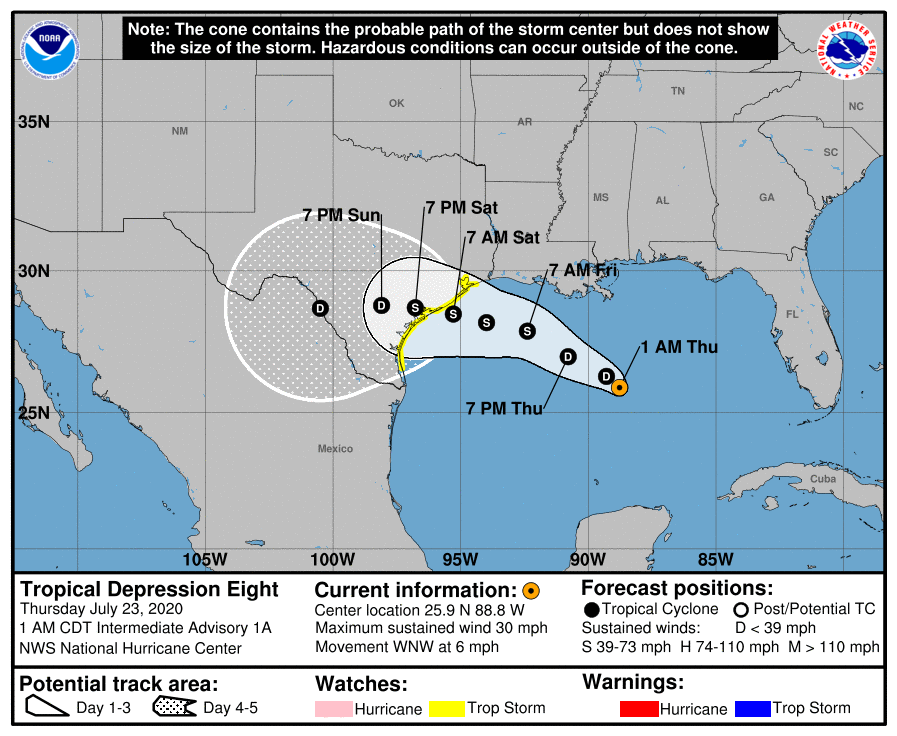 Note: The cone contains the probable path of the storm center but does not show
the size of the storm. Hazardous conditions can occur outside of the cone.
NOAA
NATIONAL WEATHER SERVICE
OK
TN
NC
35N
NM
AR
SC
MS
AL
GA
7 PM Sun
7 PM Sat
7 AM Sat
30N
7 AM Fri
D
D
S
S
S
S
FL
D
1 AM Thu
D
7 PM Thu
25N
Mexico
Cuba
105W
100W
95W
90W
85W
Tropical Depression Eight
Thursday July 23, 2020
1 AM CDT Intermediate Advisory 1A
NWS National Hurricane Center
Current information:
Center location 25.9 N 88.8 W
Maximum sustained wind 30 mph
Movement WNW at 6 mph
Forecast positions:
Tropical Cyclone Post/Potential TC
Sustained winds: D < 39 mph
S 39-73 mph H 74-110 mph M > 110 mph
Potential track area:
Day 1-3 Day 4-5
Watches:
Hurricane Trop Storm
Warnings:
Hurricane Trop Storm